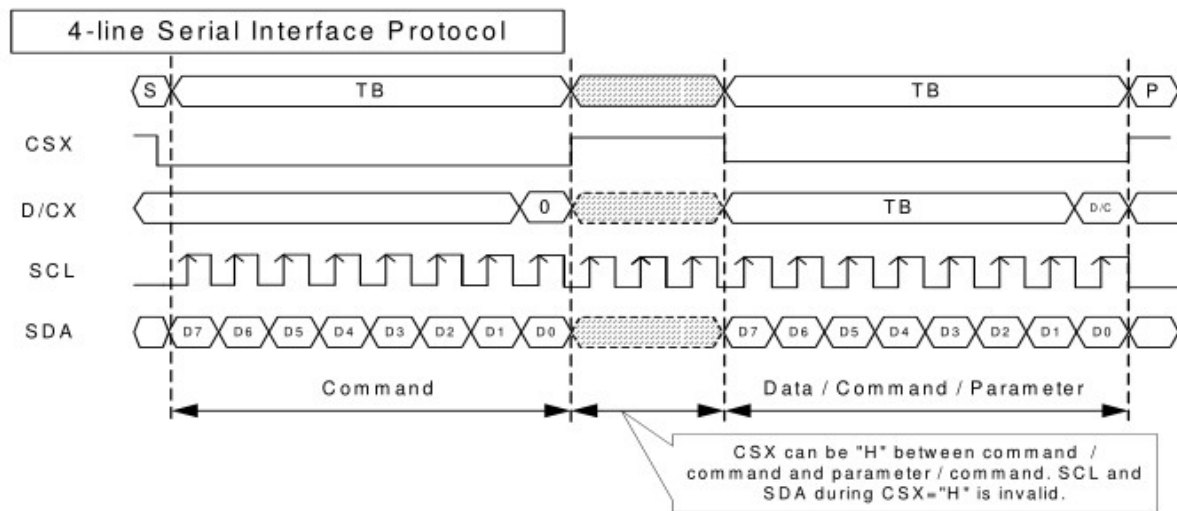 4-line Serial Interface Protocol
S TB TB P
CSX
D/CX 0 TB D/C
SCL
SDA D7 D6 D5 D4 D3 D2 D1 D0 D7 D6 D5 D4 D3 D2 D1 D0
Command Data / Command / Parameter
CSX can be "H" between command /
command and parameter / command. SCL and
SDA during CSX="H" is invalid.